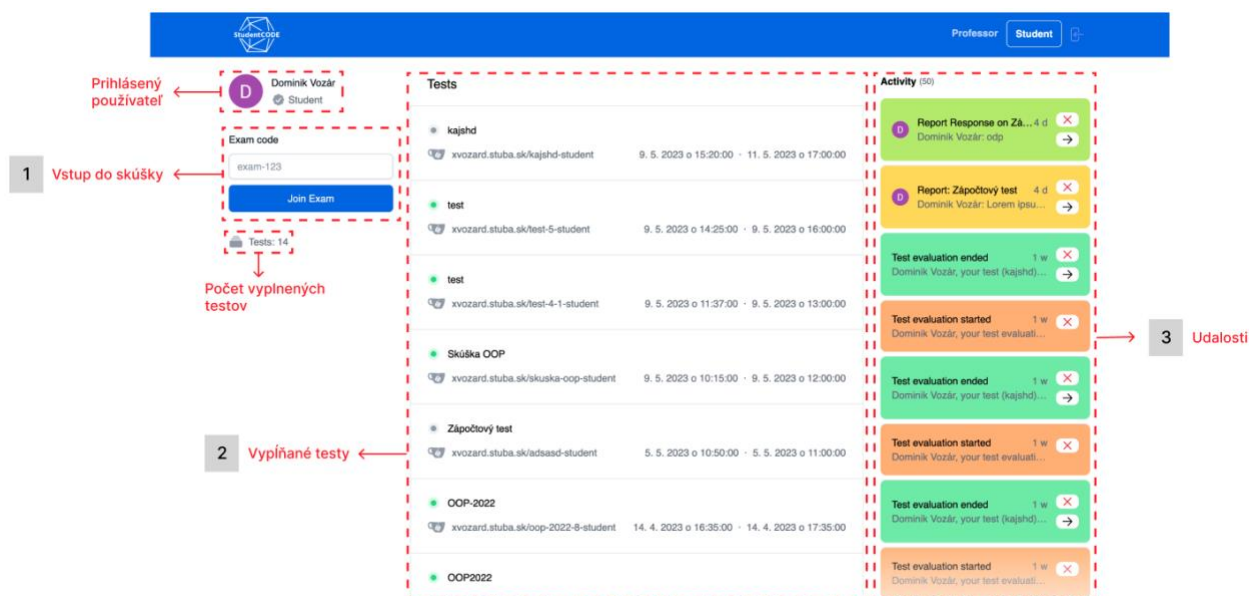 StudentCODE
Professor
Student
Prihlásený
používateľ
D
Dominik Vozár
Student
1
Vstup do skúšky
Exam code
exam-123
Join Exam
Tests: 14
Počet vyplnených
testov
2
Vypĺňané testy
Tests
kajshd
xvozard.stuba.sk/kajshd-student 9. 5. 2023 o 15:20:00 · 11. 5. 2023 o 17:00:00
test
xvozard.stuba.sk/test-5-student 9. 5. 2023 o 14:25:00 · 9. 5. 2023 o 16:00:00
test
xvozard.stuba.sk/test-4-1-student 9. 5. 2023 o 11:37:00 · 9. 5. 2023 o 13:00:00
Skúška OOP
xvozard.stuba.sk/skuska-oop-student 9. 5. 2023 o 10:15:00 · 9. 5. 2023 o 12:00:00
Zápočtový test
xvozard.stuba.sk/adsasd-student 5. 5. 2023 o 10:50:00 · 5. 5. 2023 o 11:00:00
OOP-2022
xvozard.stuba.sk/oop-2022-8-student 14. 4. 2023 o 16:35:00 · 14. 4. 2023 o 17:35:00
OOP2022
Activity (50)
D
Report Response on Zá... 4 d
Dominik Vozár: odp
D
Report: Zápočtový test 4 d
Dominik Vozár: Lorem ipsu...
Test evaluation ended 1 w
Dominik Vozár, your test (kajshd)...
Test evaluation started 1 w
Dominik Vozár, your test evaluati...
Test evaluation ended 1 w
Dominik Vozár, your test (kajshd)...
Test evaluation started 1 w
Dominik Vozár, your test evaluati...
Test evaluation ended 1 w
Dominik Vozár, your test (kajshd)...
Test evaluation started 1 w
Dominik Vozár, your test evaluati...
3
Udalosti